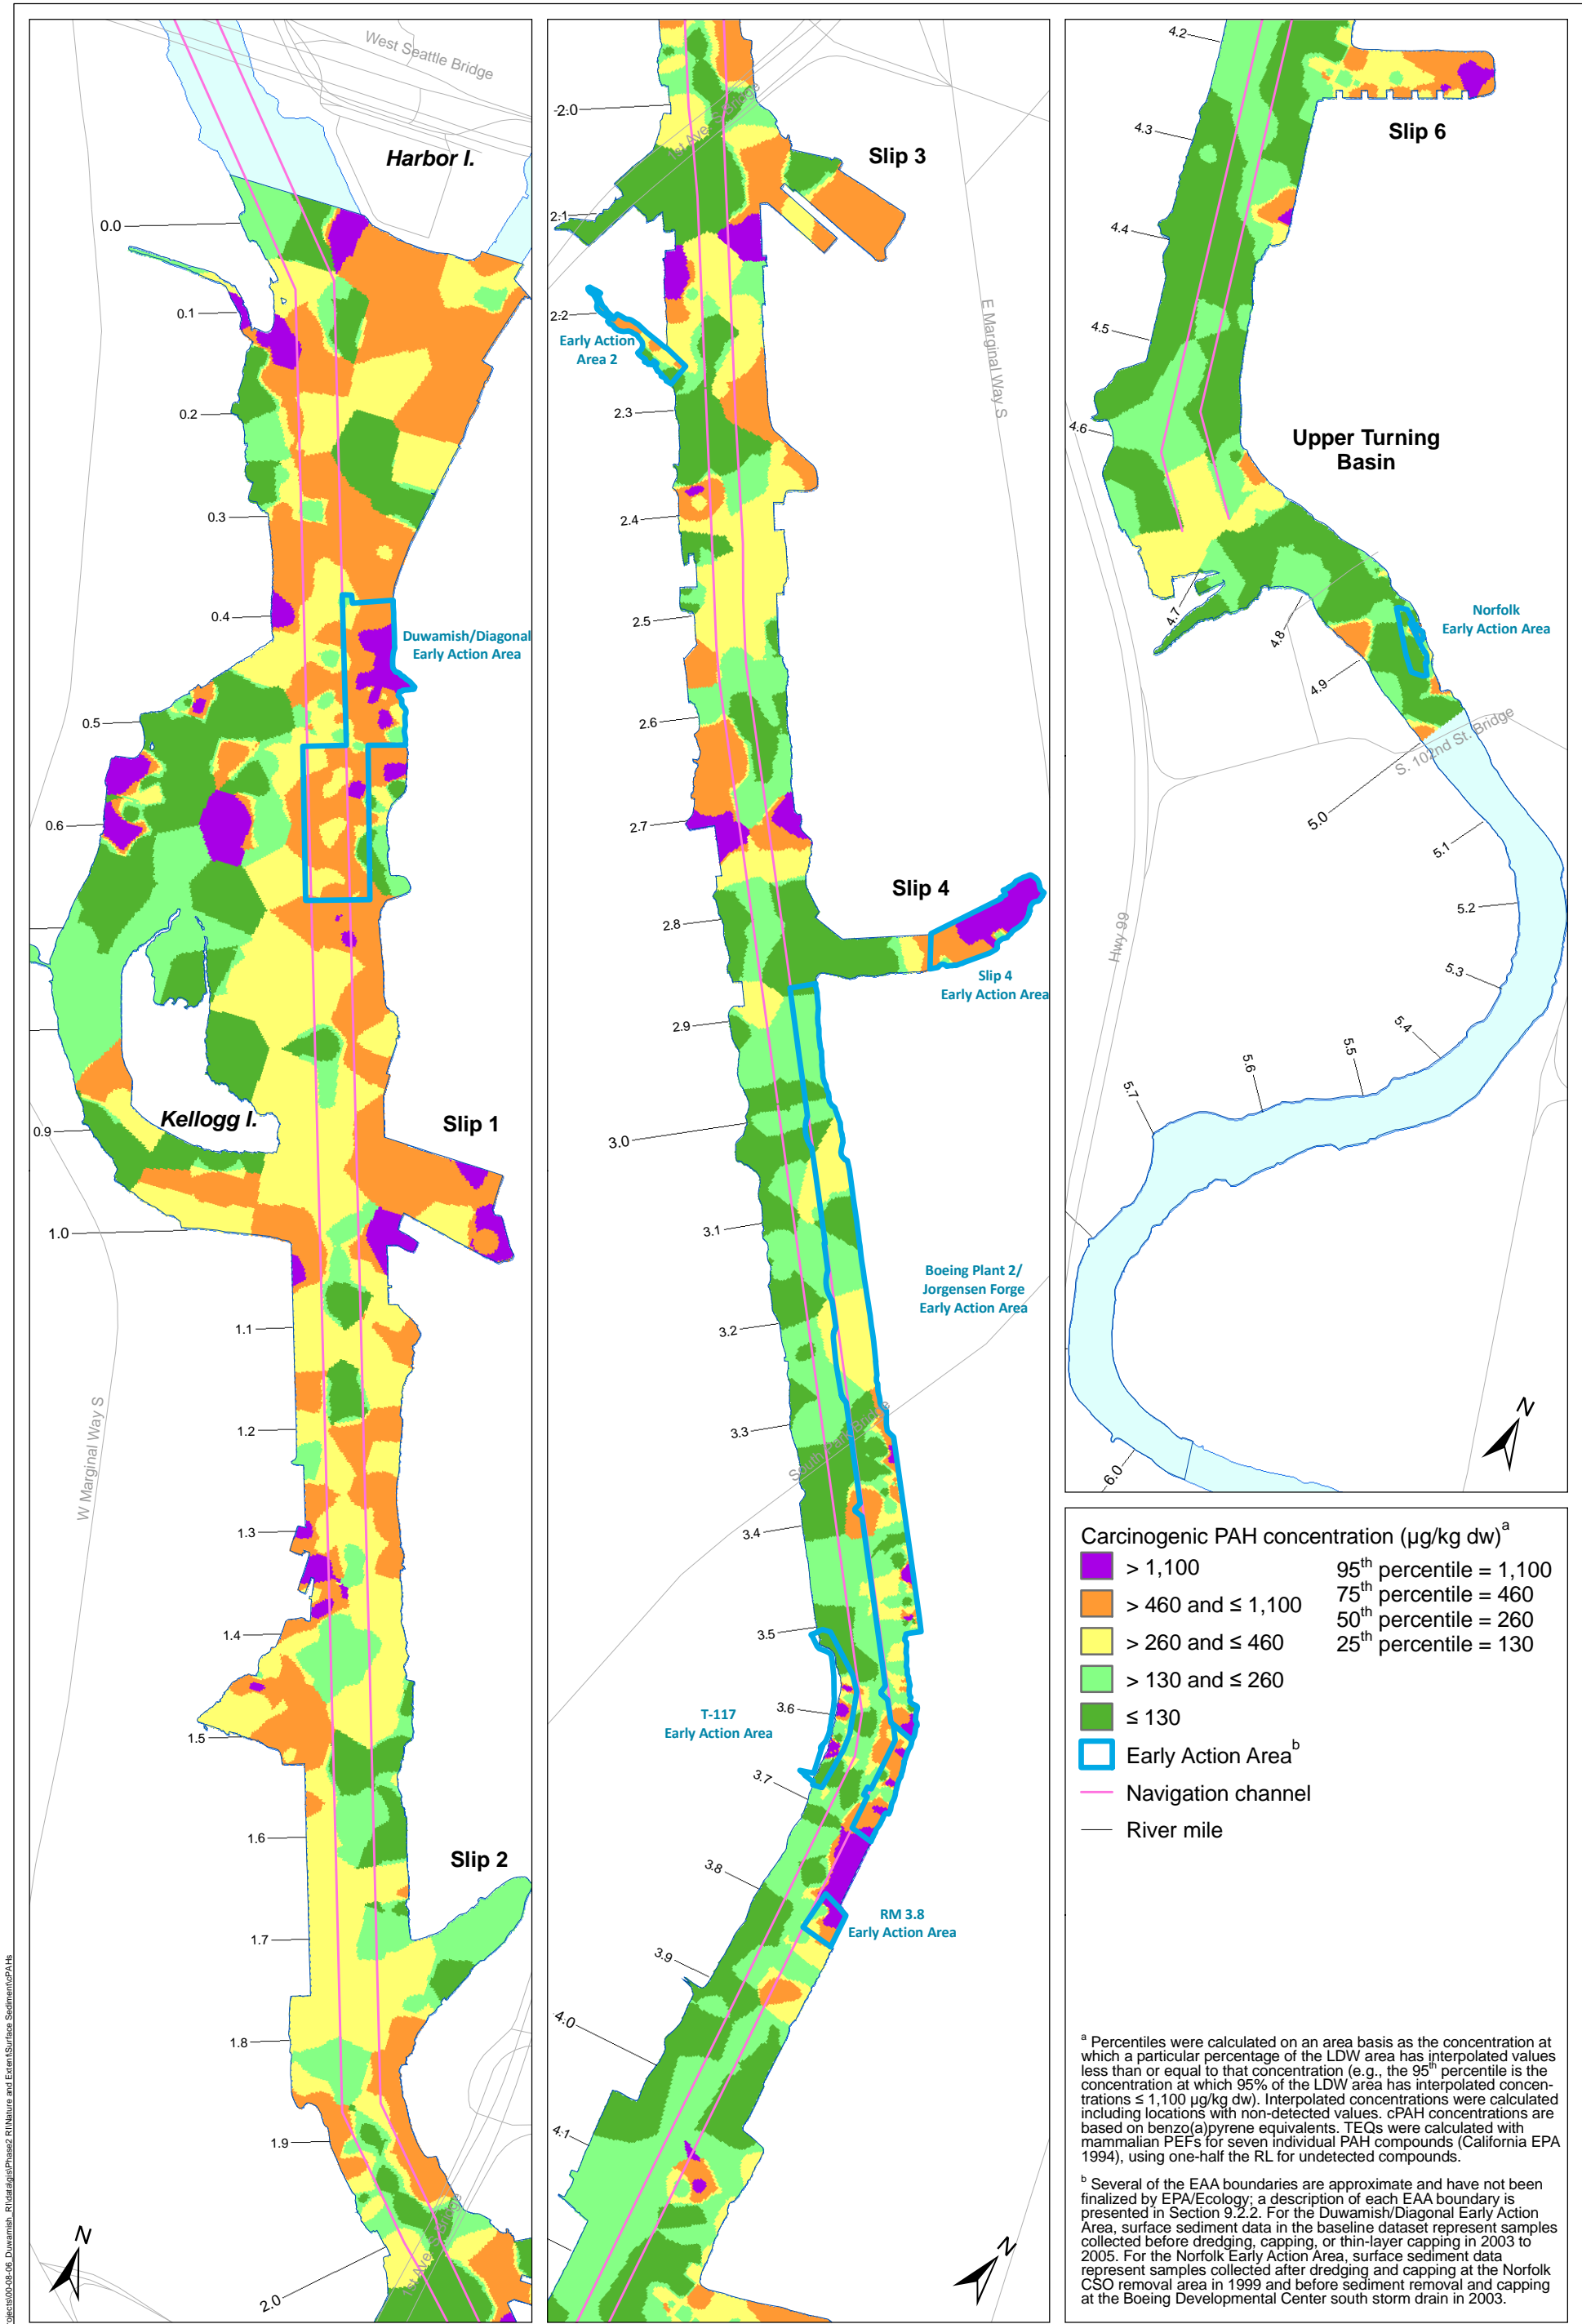 West Seattle Bridge
Harbor I.
0.0
0.1
0.2
0.3
0.4
Duwamish/Diagonal
Early Action Area
0.5
0.6
Kellogg I.
Slip 1
0.9
1.0
1.1
W Marginal Way S
1.2
1.3
1.4
1.5
1.6
Slip 2
1.7
1.8
1.9
1st Ave. S Bridge
2.0
N
2.0
1st Ave. S Bridge
Slip 3
2.1
2.2
Early Action
Area 2
E Marginal Way S
2.3
2.4
2.5
2.6
2.7
Slip 4
2.8
Slip 4
Early Action Area
2.9
3.0
3.1
Boeing Plant 2/
Jorgensen Forge
Early Action Area
3.2
3.3
South Park Bridge
3.4
3.5
3.6
T-117
Early Action Area
3.7
3.8
RM 3.8
Early Action Area
3.9
4.0
4.1
N
4.2
Slip 6
4.3
4.4
4.5
4.6
Upper Turning
Basin
4.7
4.8
Norfolk
Early Action Area
4.9
S. 102nd St. Bridge
5.0
5.1
5.2
Hwy 99
5.3
5.4
5.5
5.6
5.7
6.0
N
Carcinogenic PAH concentration (µg/kg dw)a
> 1,100
> 460 and ≤ 1,100
> 260 and ≤ 460
> 130 and ≤ 260
≤ 130
95th percentile = 1,100
75th percentile = 460
50th percentile = 260
25th percentile = 130
Early Action Areab
Navigation channel
River mile
a Percentiles were calculated on an area basis as the concentration at
which a particular percentage of the LDW area has interpolated values
less than or equal to that concentration (e.g., the 95th percentile is the
concentration at which 95% of the LDW area has interpolated concen-
trations ≤ 1,100 µg/kg dw). Interpolated concentrations were calculated
including locations with non-detected values. cPAH concentrations are
based on benzo(a)pyrene equivalents. TEQs were calculated with
mammalian PEFs for seven individual PAH compounds (California EPA
1994), using one-half the RL for undetected compounds.
b Several of the EAA boundaries are approximate and have not been
finalized by EPA/Ecology; a description of each EAA boundary is
presented in Section 9.2.2. For the Duwamish/Diagonal Early Action
Area, surface sediment data in the baseline dataset represent samples
collected before dredging, capping, or thin-layer capping in 2003 to
2005. For the Norfolk Early Action Area, surface sediment data
represent samples collected after dredging and capping at the Norfolk
CSO removal area in 1999 and before sediment removal and capping
at the Boeing Developmental Center south storm drain in 2003.